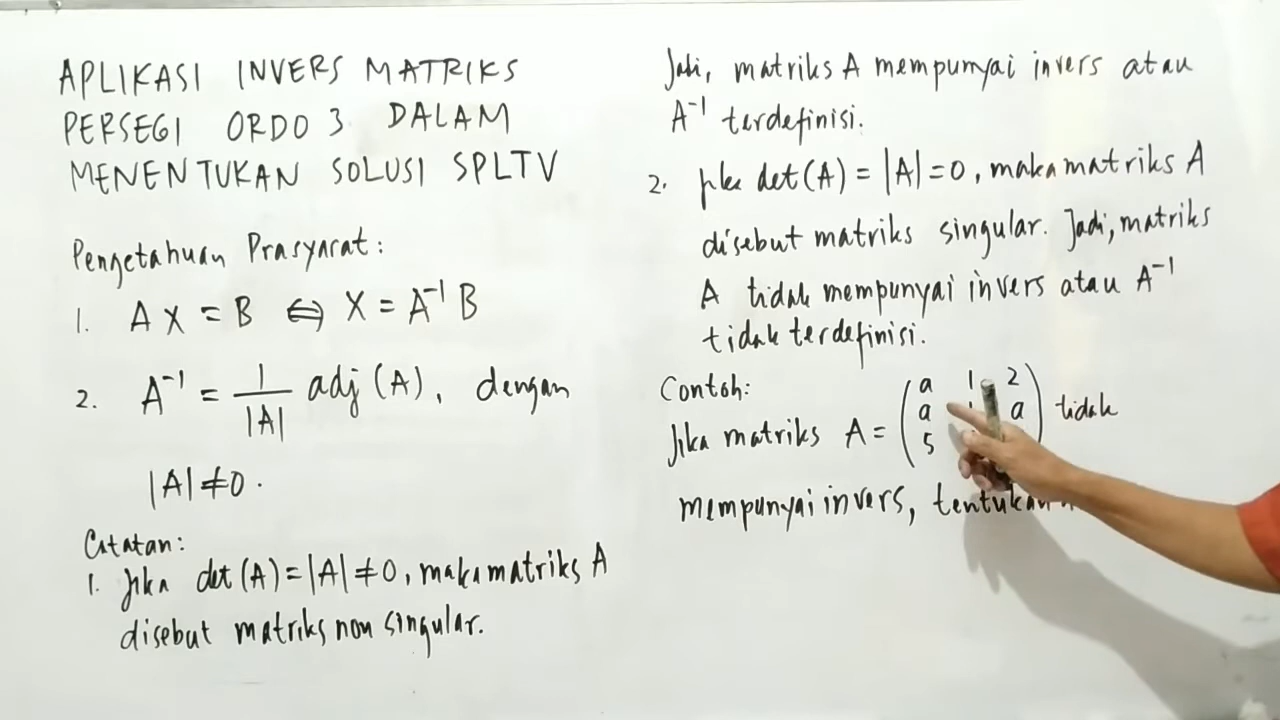 APLIKASI INVERS MATRIKS
PERSEGI ORDO 3 DALAM
MENENTUKAN SOLUSI SPLTV
Pengetahuan Prasyarat:
1. AX = B ⇔ X = A⁻¹ B
2. A⁻¹ = 1/|A| adj (A), dengan
|A| ≠ 0.
Catatan:
1. Jika det (A) = |A| ≠ 0, maka matriks A
disebut matriks non singular.
Jadi, matriks A mempunyai invers atau
A⁻¹ terdefinisi.
2. Jika det (A) = |A| = 0, maka matriks A
disebut matriks singular. Jadi, matriks
A tidak mempunyai invers atau A⁻¹
tidak terdefinisi.
Contoh:
a 1 2
a a
Jika matriks A = 5 tidak
mempunyai invers, tentukan